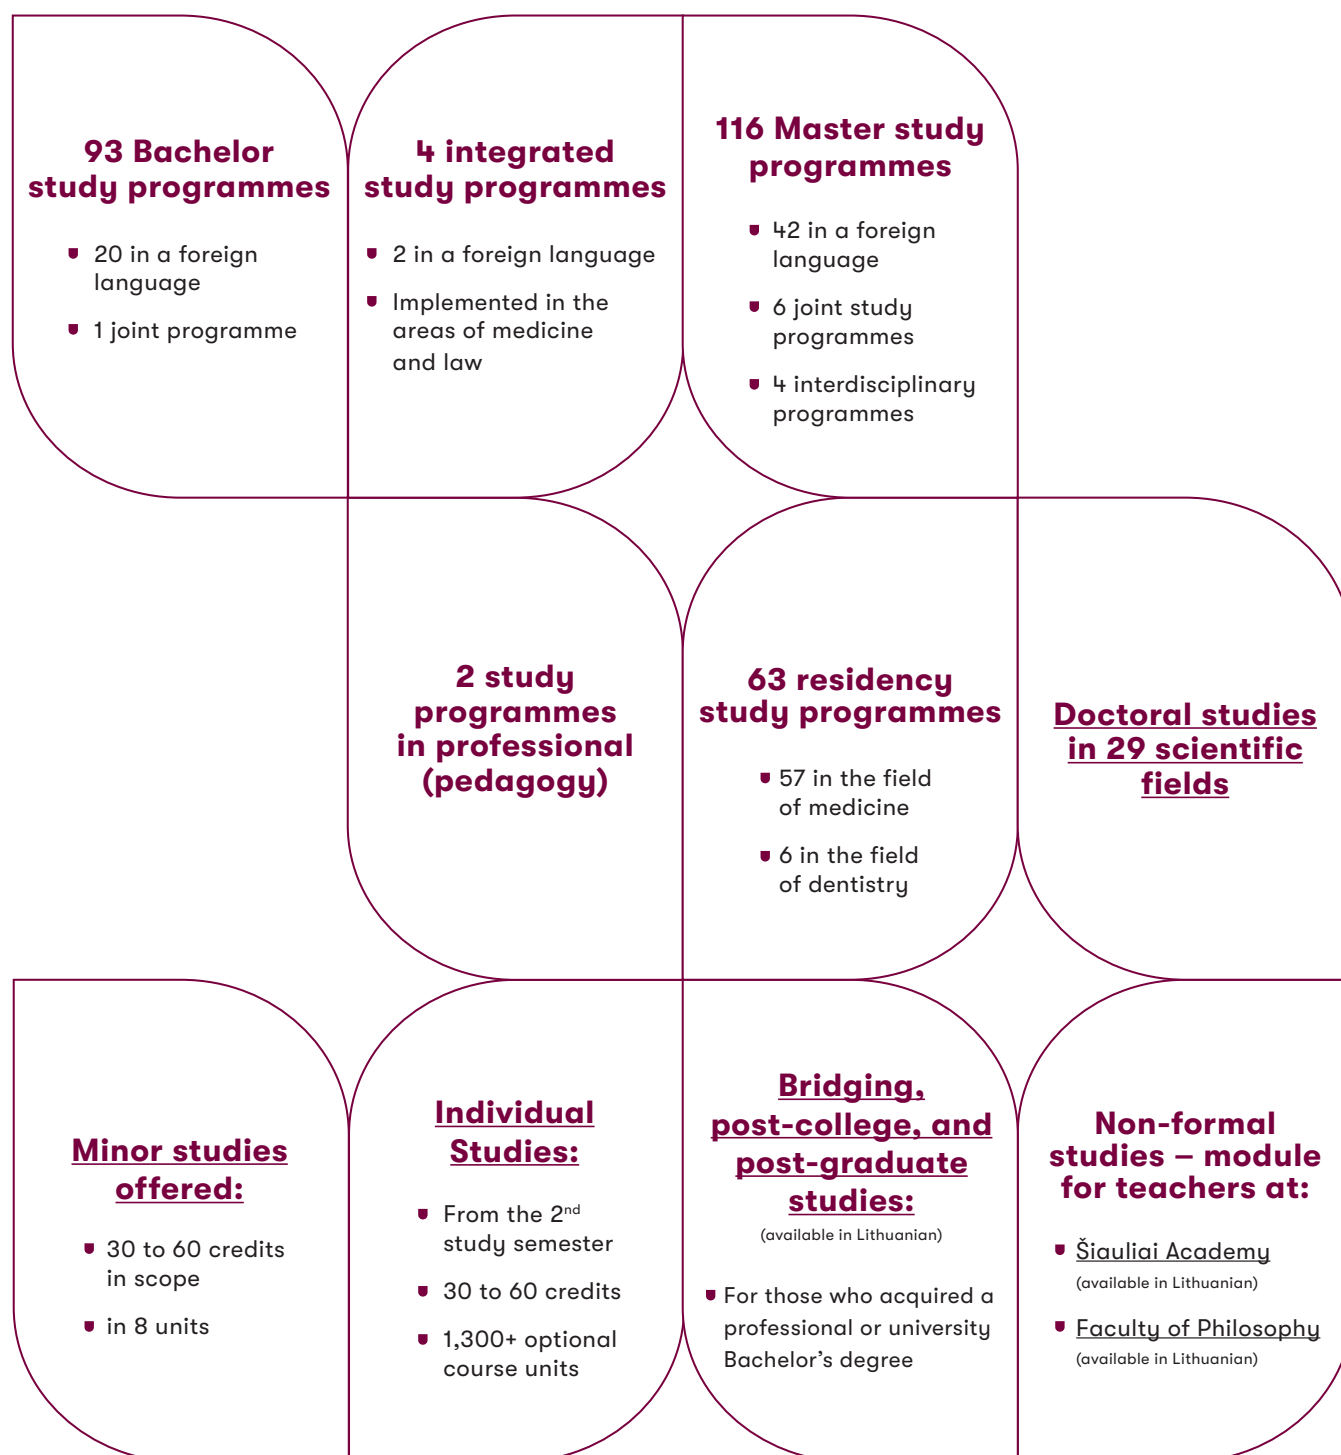 93 Bachelor
study programmes
20 in a foreign
language
1 joint programme
4 integrated
study programmes
2 in a foreign language
Implemented in the
areas of medicine
and law
116 Master study
programmes
42 in a foreign
language
6 joint study
programmes
4 interdisciplinary
programmes
2 study
programmes
in professional
(pedagogy)
63 residency
study programmes
57 in the field
of medicine
6 in the field
of dentistry
Doctoral studies
in 29 scientific
fields
Minor studies
offered:
30 to 60 credits
in scope
in 8 units
Individual
Studies:
From the 2nd
study semester
30 to 60 credits
1,300+ optional
course units
Bridging,
post-college, and
post-graduate
studies:
(available in Lithuanian)
For those who acquired a
professional or university
Bachelor’s degree
Non-formal
studies – module
for teachers at:
Šiauliai Academy
(available in Lithuanian)
Faculty of Philosophy
(available in Lithuanian)